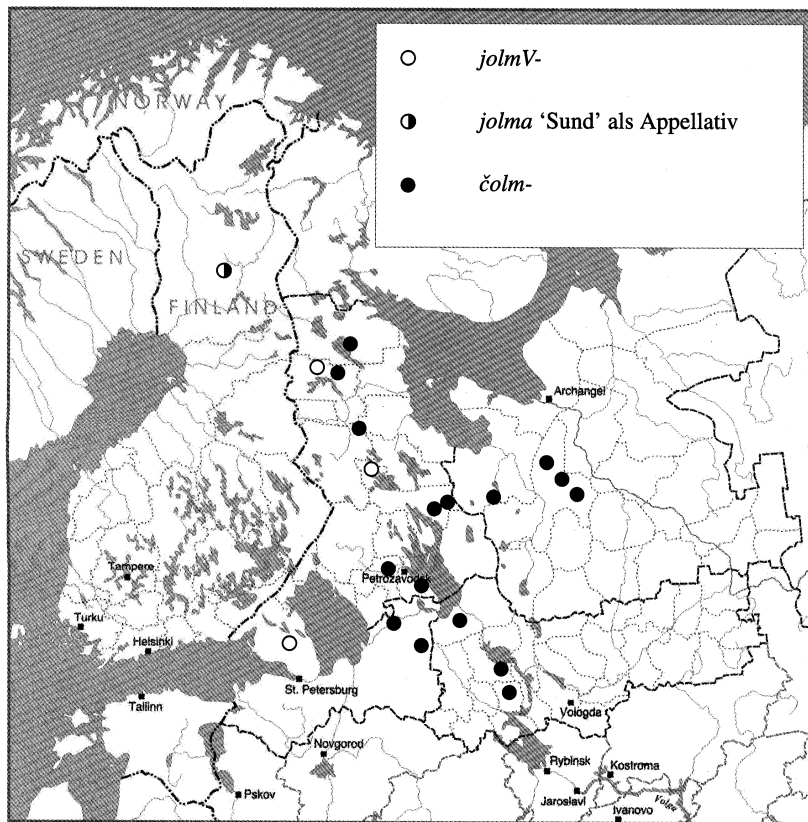 jolmV-
jolma ‘Sund’ als Appellativ
čolm-
NORWAY
SWEDEN
FINLAND
Archangel
Tampere
Petrozavodsk
Turku
Helsinki
St. Petersburg
Tallinn
Vologda
Novgorod
Rybinsk
Kostroma
Pskov
Jaroslavl
Volga
Ivanovo